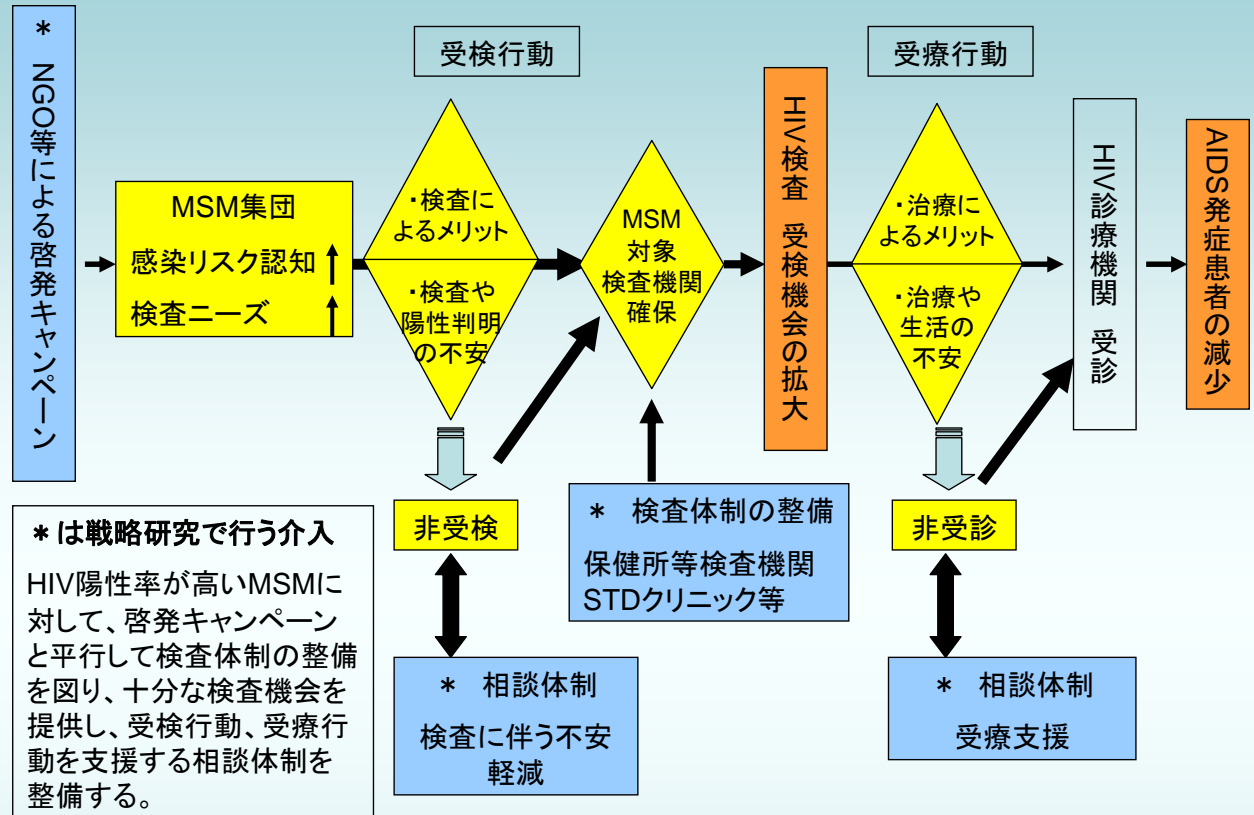 * NGO等による啓発キャンペーン
受検行動
受療行動
MSM集団
感染リスク認知
検査ニーズ
・検査に
よるメリット
・検査や
陽性判明
の不安
MSM
対象
検査機関
確保
HIV検査 受検機会の拡大
・治療に
よるメリット
・治療や
生活の
不安
HIV診療機関 受診
AIDS発症患者の減少
非受検
* 検査体制の整備
保健所等検査機関
STDクリニック等
非受診
* 相談体制
検査に伴う不安
軽減
* 相談体制
受療支援
*は戦略研究で行う介入
HIV陽性率が高いMSMに
対して、啓発キャンペーン
と平行して検査体制の整備
を図り、十分な検査機会を
提供し、受検行動、受療行
動を支援する相談体制を
整備する。